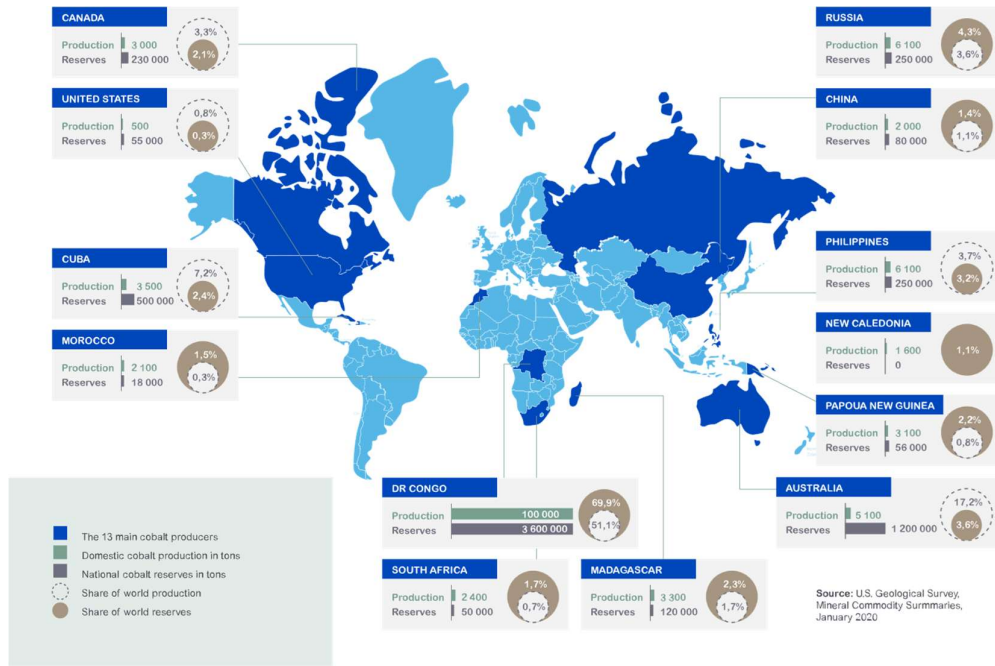 CANADA
Production 3 000
Reserves 230 000
3,3%
2,1%
UNITED STATES
Production 500
Reserves 55 000
0,8%
0,3%
CUBA
Production 3 500
Reserves 500 000
7,2%
2,4%
MOROCCO
Production 2 100
Reserves 18 000
1,5%
0,3%
RUSSIA
Production 6 100
Reserves 250 000
4,3%
3,6%
CHINA
Production 2 000
Reserves 80 000
1,4%
1,1%
PHILIPPINES
Production 6 100
Reserves 250 000
3,7%
3,2%
NEW CALEDONIA
Production 1 600
Reserves 0
1,1%
PAPOUA NEW GUINEA
Production 3 100
Reserves 56 000
2,2%
0,8%
AUSTRALIA
Production 5 100
Reserves 1 200 000
17,2%
3,6%
DR CONGO
Production 100 000
Reserves 3 600 000
69,9%
51,1%
SOUTH AFRICA
Production 2 400
Reserves 50 000
1,7%
0,7%
MADAGASCAR
Production 3 300
Reserves 120 000
2,3%
1,7%
The 13 main cobalt producers
Domestic cobalt production in tons
National cobalt reserves in tons
Share of world production
Share of world reserves
Source: U.S. Geological Survey,
Mineral Commodity Surmmaries,
January 2020